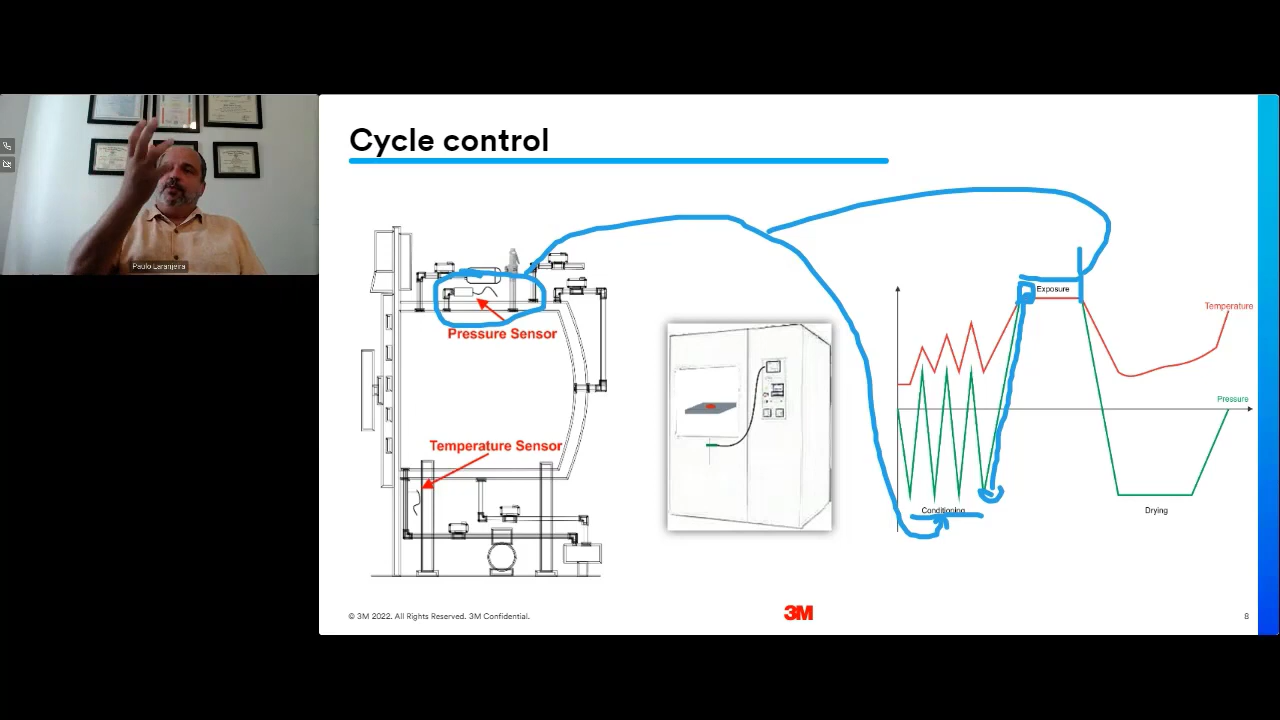 Cycle control
Paulo Laranjeira
Pressure Sensor
Temperature Sensor
Exposure
Temperature
Pressure
Conditioning
Drying
© 3M 2022. All Rights Reserved. 3M Confidential.
3M
8